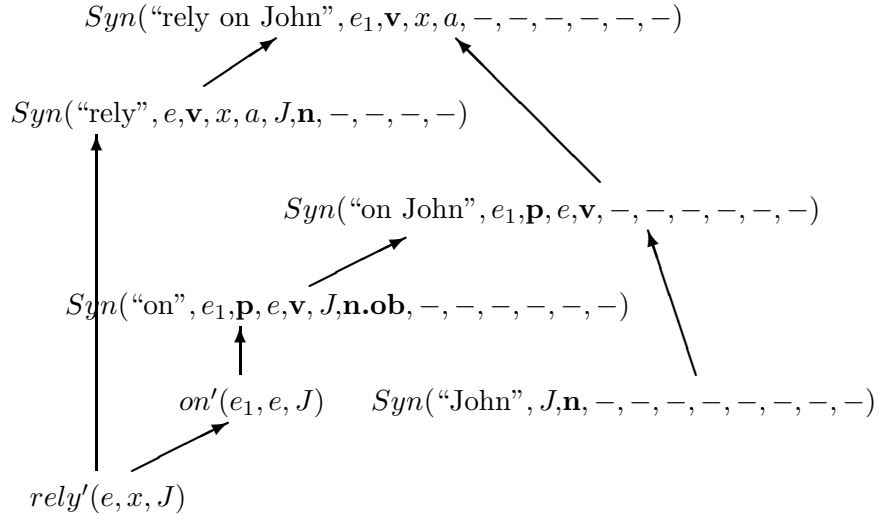 Syn(“rely on John”, e₁,v, x, a, −, −, −, −, −, −)
Syn(“rely”, e,v, x, a, J,n, −, −, −, −)
Syn(“on John”, e₁,p, e,v, −, −, −, −, −, −)
Syn(“on”, e₁,p, e,v, J,n.ob, −, −, −, −, −, −)
on′(e₁, e, J) Syn(“John”, J,n, −, −, −, −, −, −, −, −)
rely′(e, x, J)